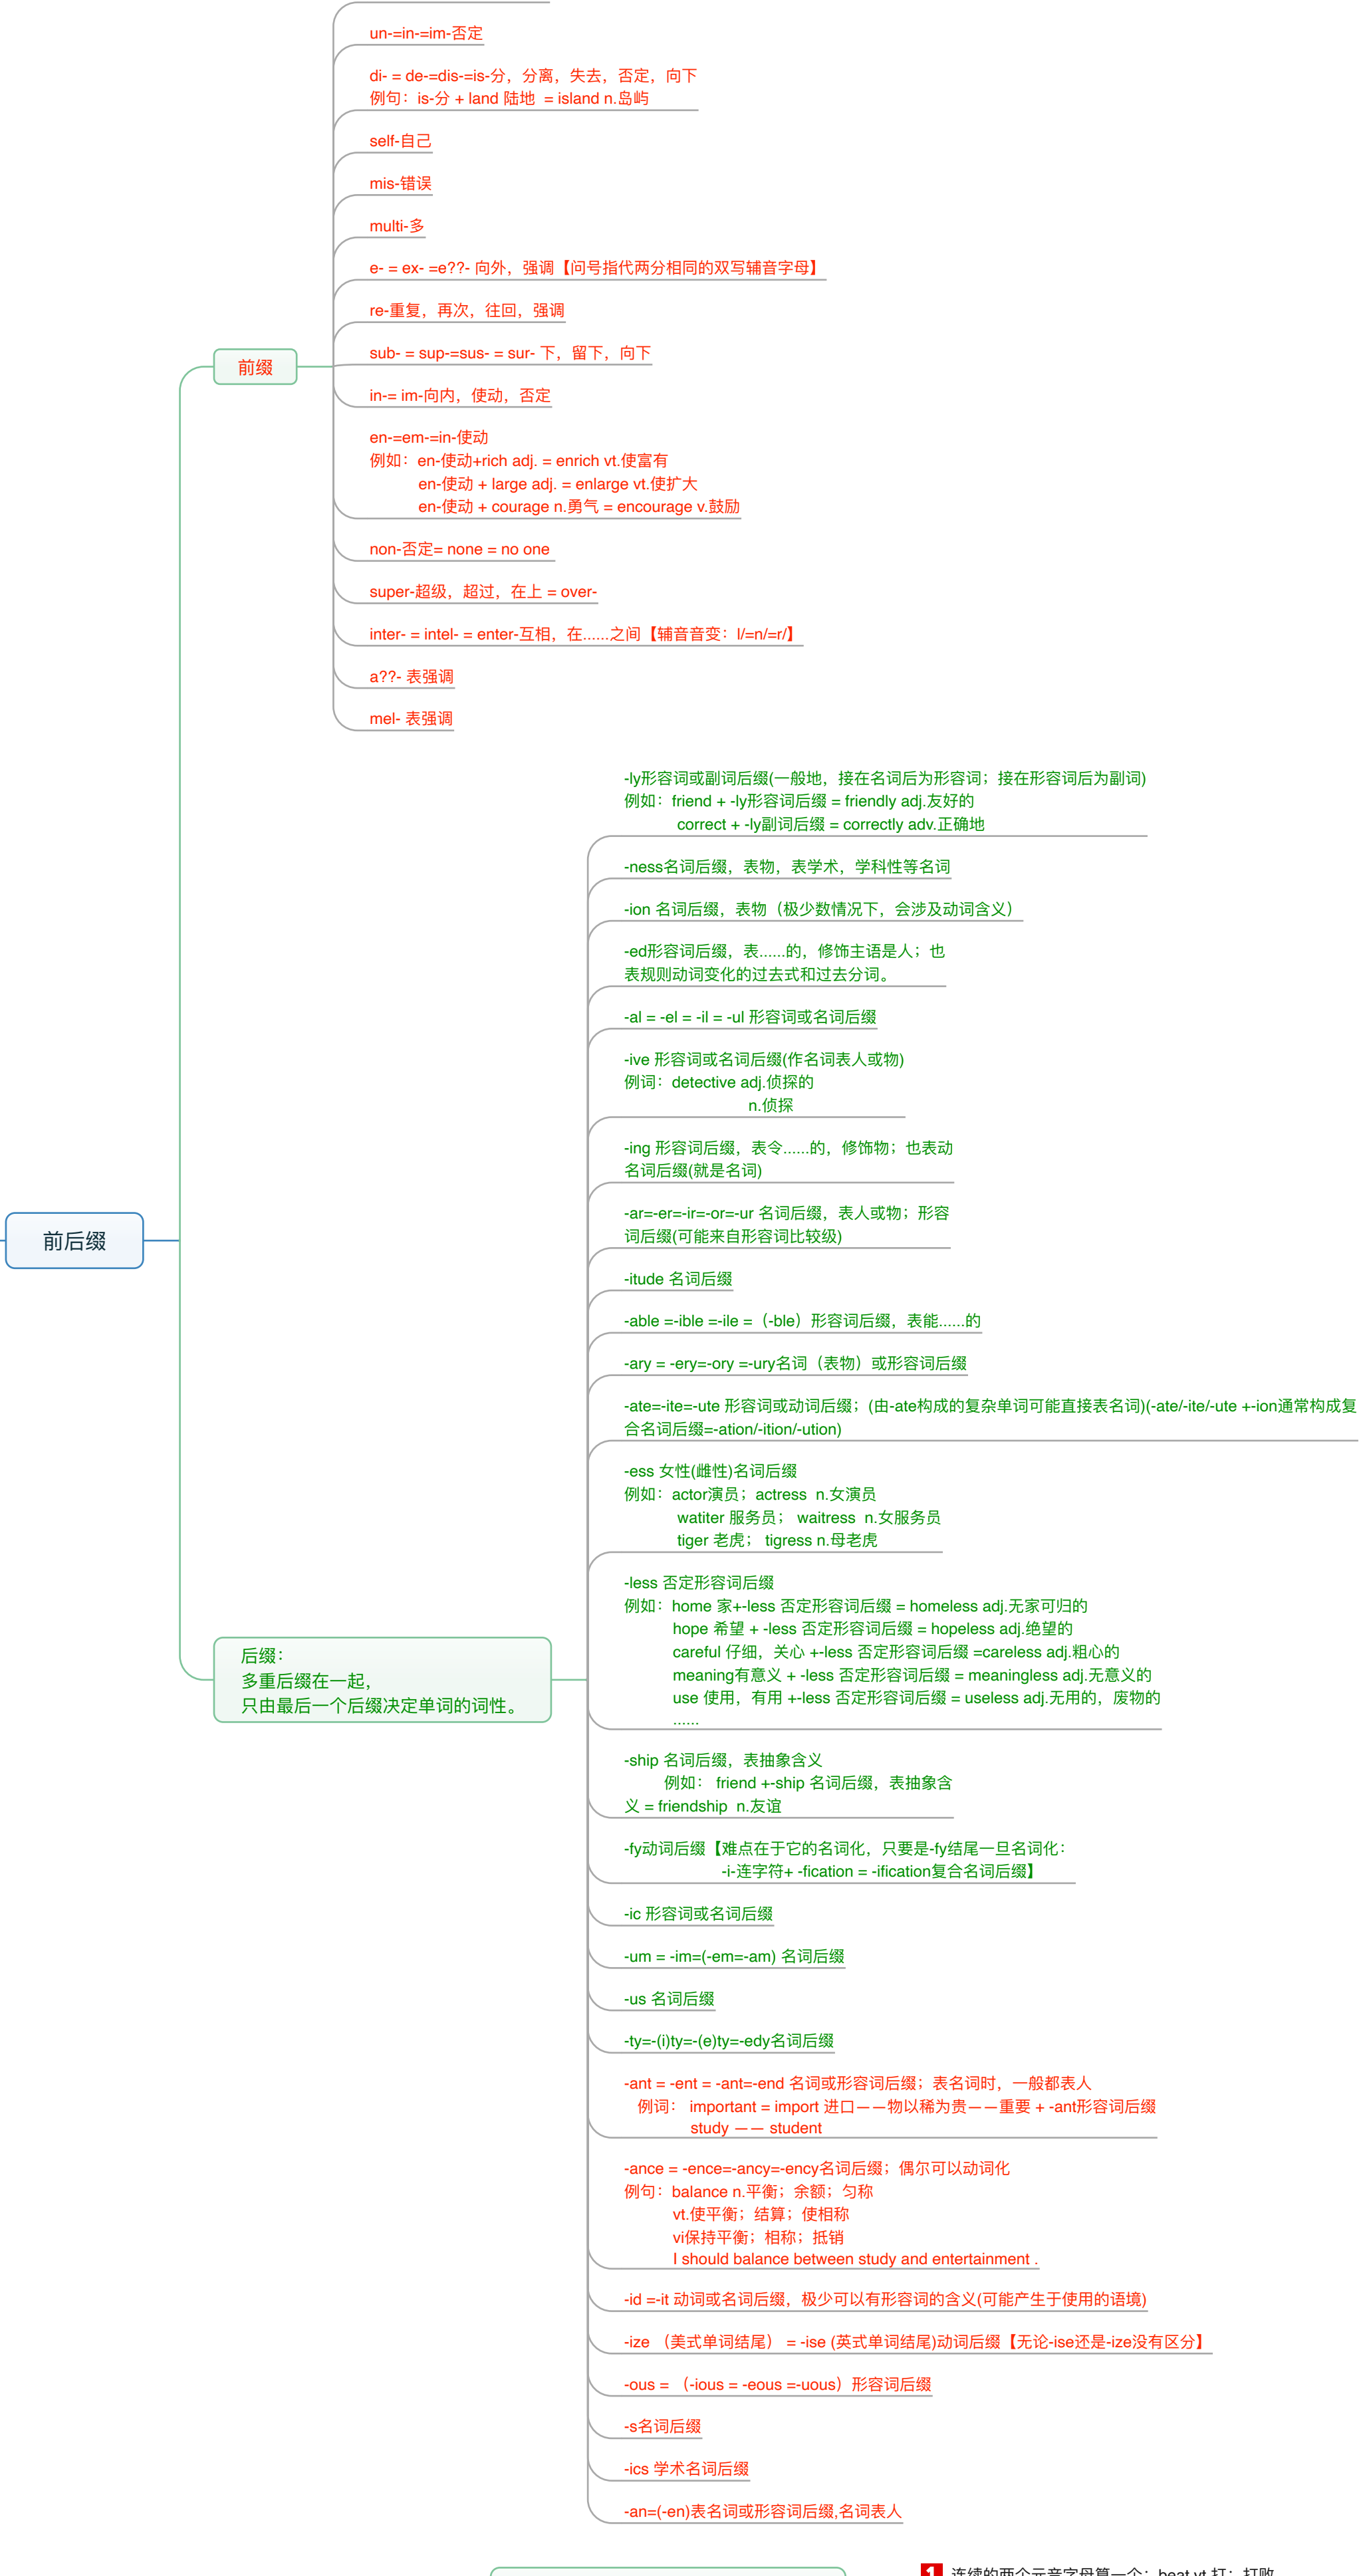 un-=in-=im-否定
di- = de-=dis-=is-分，分离，失去，否定，向下
例句：is-分 + land 陆地 = island n.岛屿
self-自己
mis-错误
multi-多
e- = ex- =e??- 向外，强调【问号指代两分相同的双写辅音字母】
re-重复，再次，往回，强调
sub- = sup-=sus- = sur- 下，留下，向下
前缀
in-= im-向内，使动，否定
en-=em-=in-使动
例如：en-使动+rich adj. = enrich vt.使富有
en-使动 + large adj. = enlarge vt.使扩大
en-使动 + courage n.勇气 = encourage v.鼓励
non-否定= none = no one
super-超级，超过，在上 = over-
inter- = intel- = enter-互相，在......之间【辅音音变：l/=n/=r/】
a??- 表强调
mel- 表强调
-ly形容词或副词后缀(一般地，接在名词后为形容词；接在形容词后为副词)
例如：friend + -ly形容词后缀 = friendly adj.友好的
correct + -ly副词后缀 = correctly adv.正确地
-ness名词后缀，表物，表学术，学科性等名词
-ion 名词后缀，表物（极少数情况下，会涉及动词含义）
-ed形容词后缀，表......的，修饰主语是人；也
表规则动词变化的过去式和过去分词。
-al = -el = -il = -ul 形容词或名词后缀
-ive 形容词或名词后缀(作名词表人或物)
例词：detective adj.侦探的
n.侦探
-ing 形容词后缀，表令......的，修饰物；也表动
名词后缀(就是名词)
-ar=-er=-ir=-or=-ur 名词后缀，表人或物；形容
词后缀(可能来自形容词比较级)
前后缀
-itude 名词后缀
-able =-ible =-ile =（-ble）形容词后缀，表能......的
-ary = -ery=-ory =-ury名词（表物）或形容词后缀
-ate=-ite=-ute 形容词或动词后缀；(由-ate构成的复杂单词可能直接表名词)(-ate/-ite/-ute +-ion通常构成复
合名词后缀=-ation/-ition/-ution)
-ess 女性(雌性)名词后缀
例如：actor演员；actress n.女演员
watiter 服务员； waitress n.女服务员
tiger 老虎； tigress n.母老虎
-less 否定形容词后缀
例如：home 家+-less 否定形容词后缀 = homeless adj.无家可归的
hope 希望 + -less 否定形容词后缀 = hopeless adj.绝望的
careful 仔细，关心 +-less 否定形容词后缀 =careless adj.粗心的
meaning有意义 + -less 否定形容词后缀 = meaningless adj.无意义的
use 使用，有用 +-less 否定形容词后缀 = useless adj.无用的，废物的
......
后缀：
多重后缀在一起，
只由最后一个后缀决定单词的词性。
-ship 名词后缀，表抽象含义
例如： friend +-ship 名词后缀，表抽象含
义 = friendship n.友谊
-fy动词后缀【难点在于它的名词化，只要是-fy结尾一旦名词化：
-i-连字符+ -fication = -ification复合名词后缀】
-ic 形容词或名词后缀
-um = -im=(-em=-am) 名词后缀
-us 名词后缀
-ty=-(i)ty=-(e)ty=-edy名词后缀
-ant = -ent = -ant=-end 名词或形容词后缀；表名词时，一般都表人
例词： important = import 进口——物以稀为贵——重要 + -ant形容词后缀
study —— student
-ance = -ence=-ancy=-ency名词后缀；偶尔可以动词化
例句：balance n.平衡；余额；匀称
vt.使平衡；结算；使相称
vi保持平衡；相称；抵销
I should balance between study and entertainment .
-id =-it 动词或名词后缀，极少可以有形容词的含义(可能产生于使用的语境)
-ize （美式单词结尾） = -ise (英式单词结尾)动词后缀【无论-ise还是-ize没有区分】
-ous = （-ious = -eous =-uous）形容词后缀
-s名词后缀
-ics 学术名词后缀
-an=(-en)表名词或形容词后缀,名词表人
1 连续的两个元音字母算一个：beat vt.打；打败